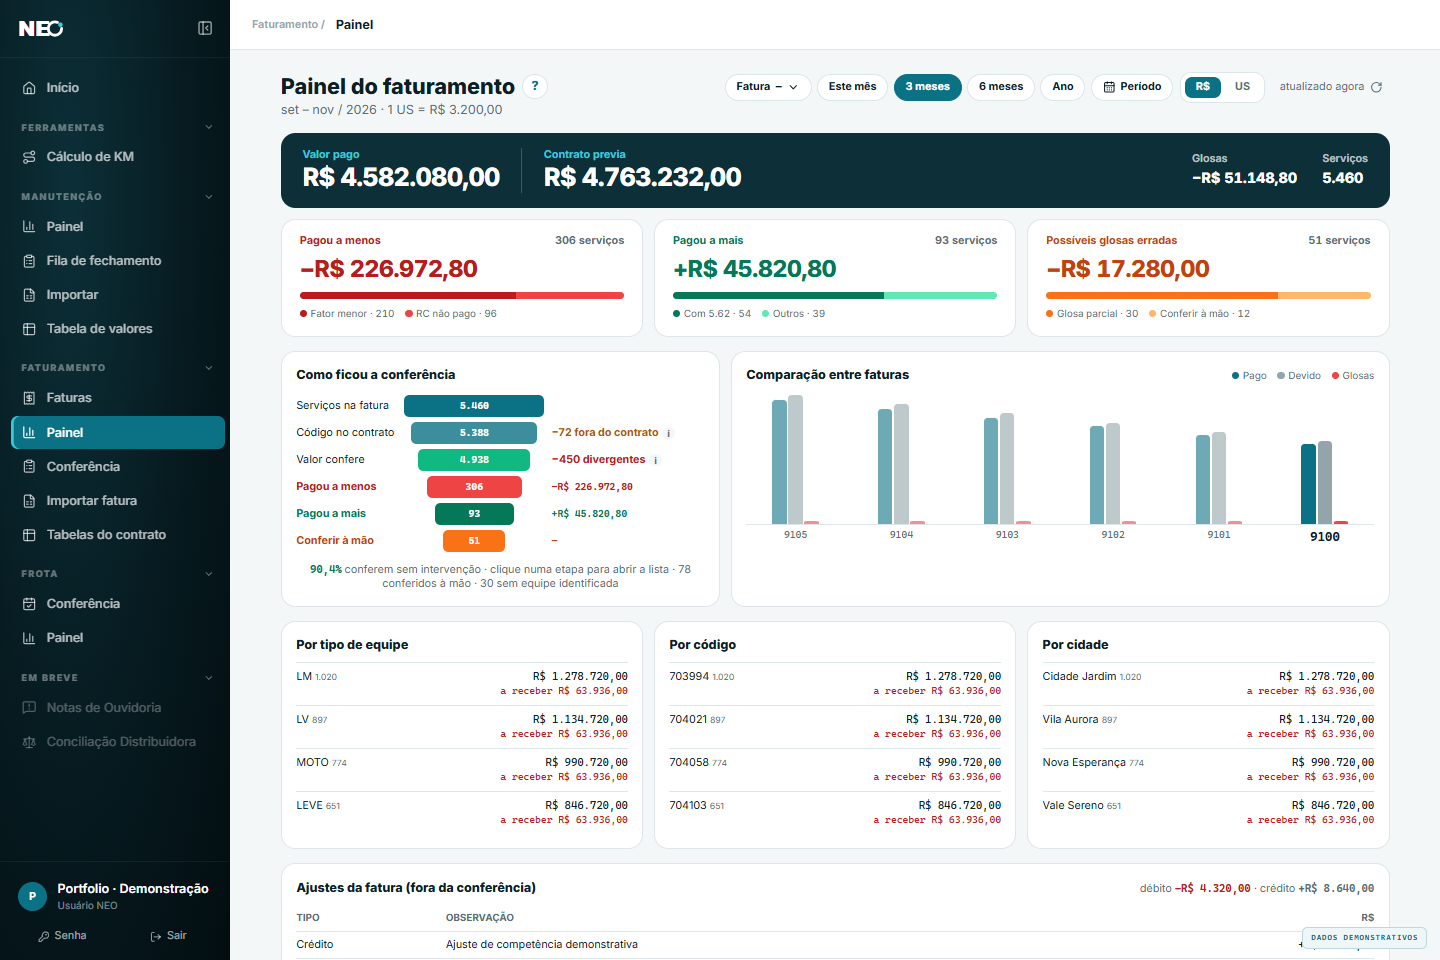 NEO
Início
FERRAMENTAS
Cálculo de KM
MANUTENÇÃO
Painel
Fila de fechamento
Importar
Tabela de valores
FATURAMENTO
Faturas
Painel
Conferência
Importar fatura
Tabelas do contrato
FROTA
Conferência
Painel
EM BREVE
Notas de Ouvidoria
Conciliação Distribuidora
P
Portfolio · Demonstração
Usuário NEO
Senha
Sair
Faturamento / Painel
Painel do faturamento ?
set – nov / 2026 · 1 US = R$ 3.200,00
Fatura – Este mês 3 meses 6 meses Ano Período R$ US atualizado agora
Valor pago
R$ 4.582.080,00
Contrato previa
R$ 4.763.232,00
Glosas
−R$ 51.148,80
Serviços
5.460
Pagou a menos 306 serviços
−R$ 226.972,80
Fator menor · 210 RC não pago · 96
Pagou a mais 93 serviços
+R$ 45.820,80
Com 5.62 · 54 Outros · 39
Possíveis glosas erradas 51 serviços
−R$ 17.280,00
Glosa parcial · 30 Conferir à mão · 12
Como ficou a conferência
Serviços na fatura 5.460
Código no contrato 5.388 −72 fora do contrato i
Valor confere 4.938 −450 divergentes i
Pagou a menos 306 −R$ 226.972,80
Pagou a mais 93 +R$ 45.820,80
Conferir à mão 51 –
90,4% conferem sem intervenção · clique numa etapa para abrir a lista · 78
conferidos à mão · 30 sem equipe identificada
Comparação entre faturas
Pago Devido Glosas
9105 9104 9103 9102 9101 9100
Por tipo de equipe
LM 1.020 R$ 1.278.720,00
a receber R$ 63.936,00
LV 897 R$ 1.134.720,00
a receber R$ 63.936,00
MOTO 774 R$ 990.720,00
a receber R$ 63.936,00
LEVE 651 R$ 846.720,00
a receber R$ 63.936,00
Por código
703994 1.020 R$ 1.278.720,00
a receber R$ 63.936,00
704021 897 R$ 1.134.720,00
a receber R$ 63.936,00
704058 774 R$ 990.720,00
a receber R$ 63.936,00
704103 651 R$ 846.720,00
a receber R$ 63.936,00
Por cidade
Cidade Jardim 1.020 R$ 1.278.720,00
a receber R$ 63.936,00
Vila Aurora 897 R$ 1.134.720,00
a receber R$ 63.936,00
Nova Esperança 774 R$ 990.720,00
a receber R$ 63.936,00
Vale Sereno 651 R$ 846.720,00
a receber R$ 63.936,00
Ajustes da fatura (fora da conferência)
débito −R$ 4.320,00 · crédito +R$ 8.640,00
TIPO OBSERVAÇÃO R$
Crédito Ajuste de competência demonstrativa
DADOS DEMONSTRATIVOS